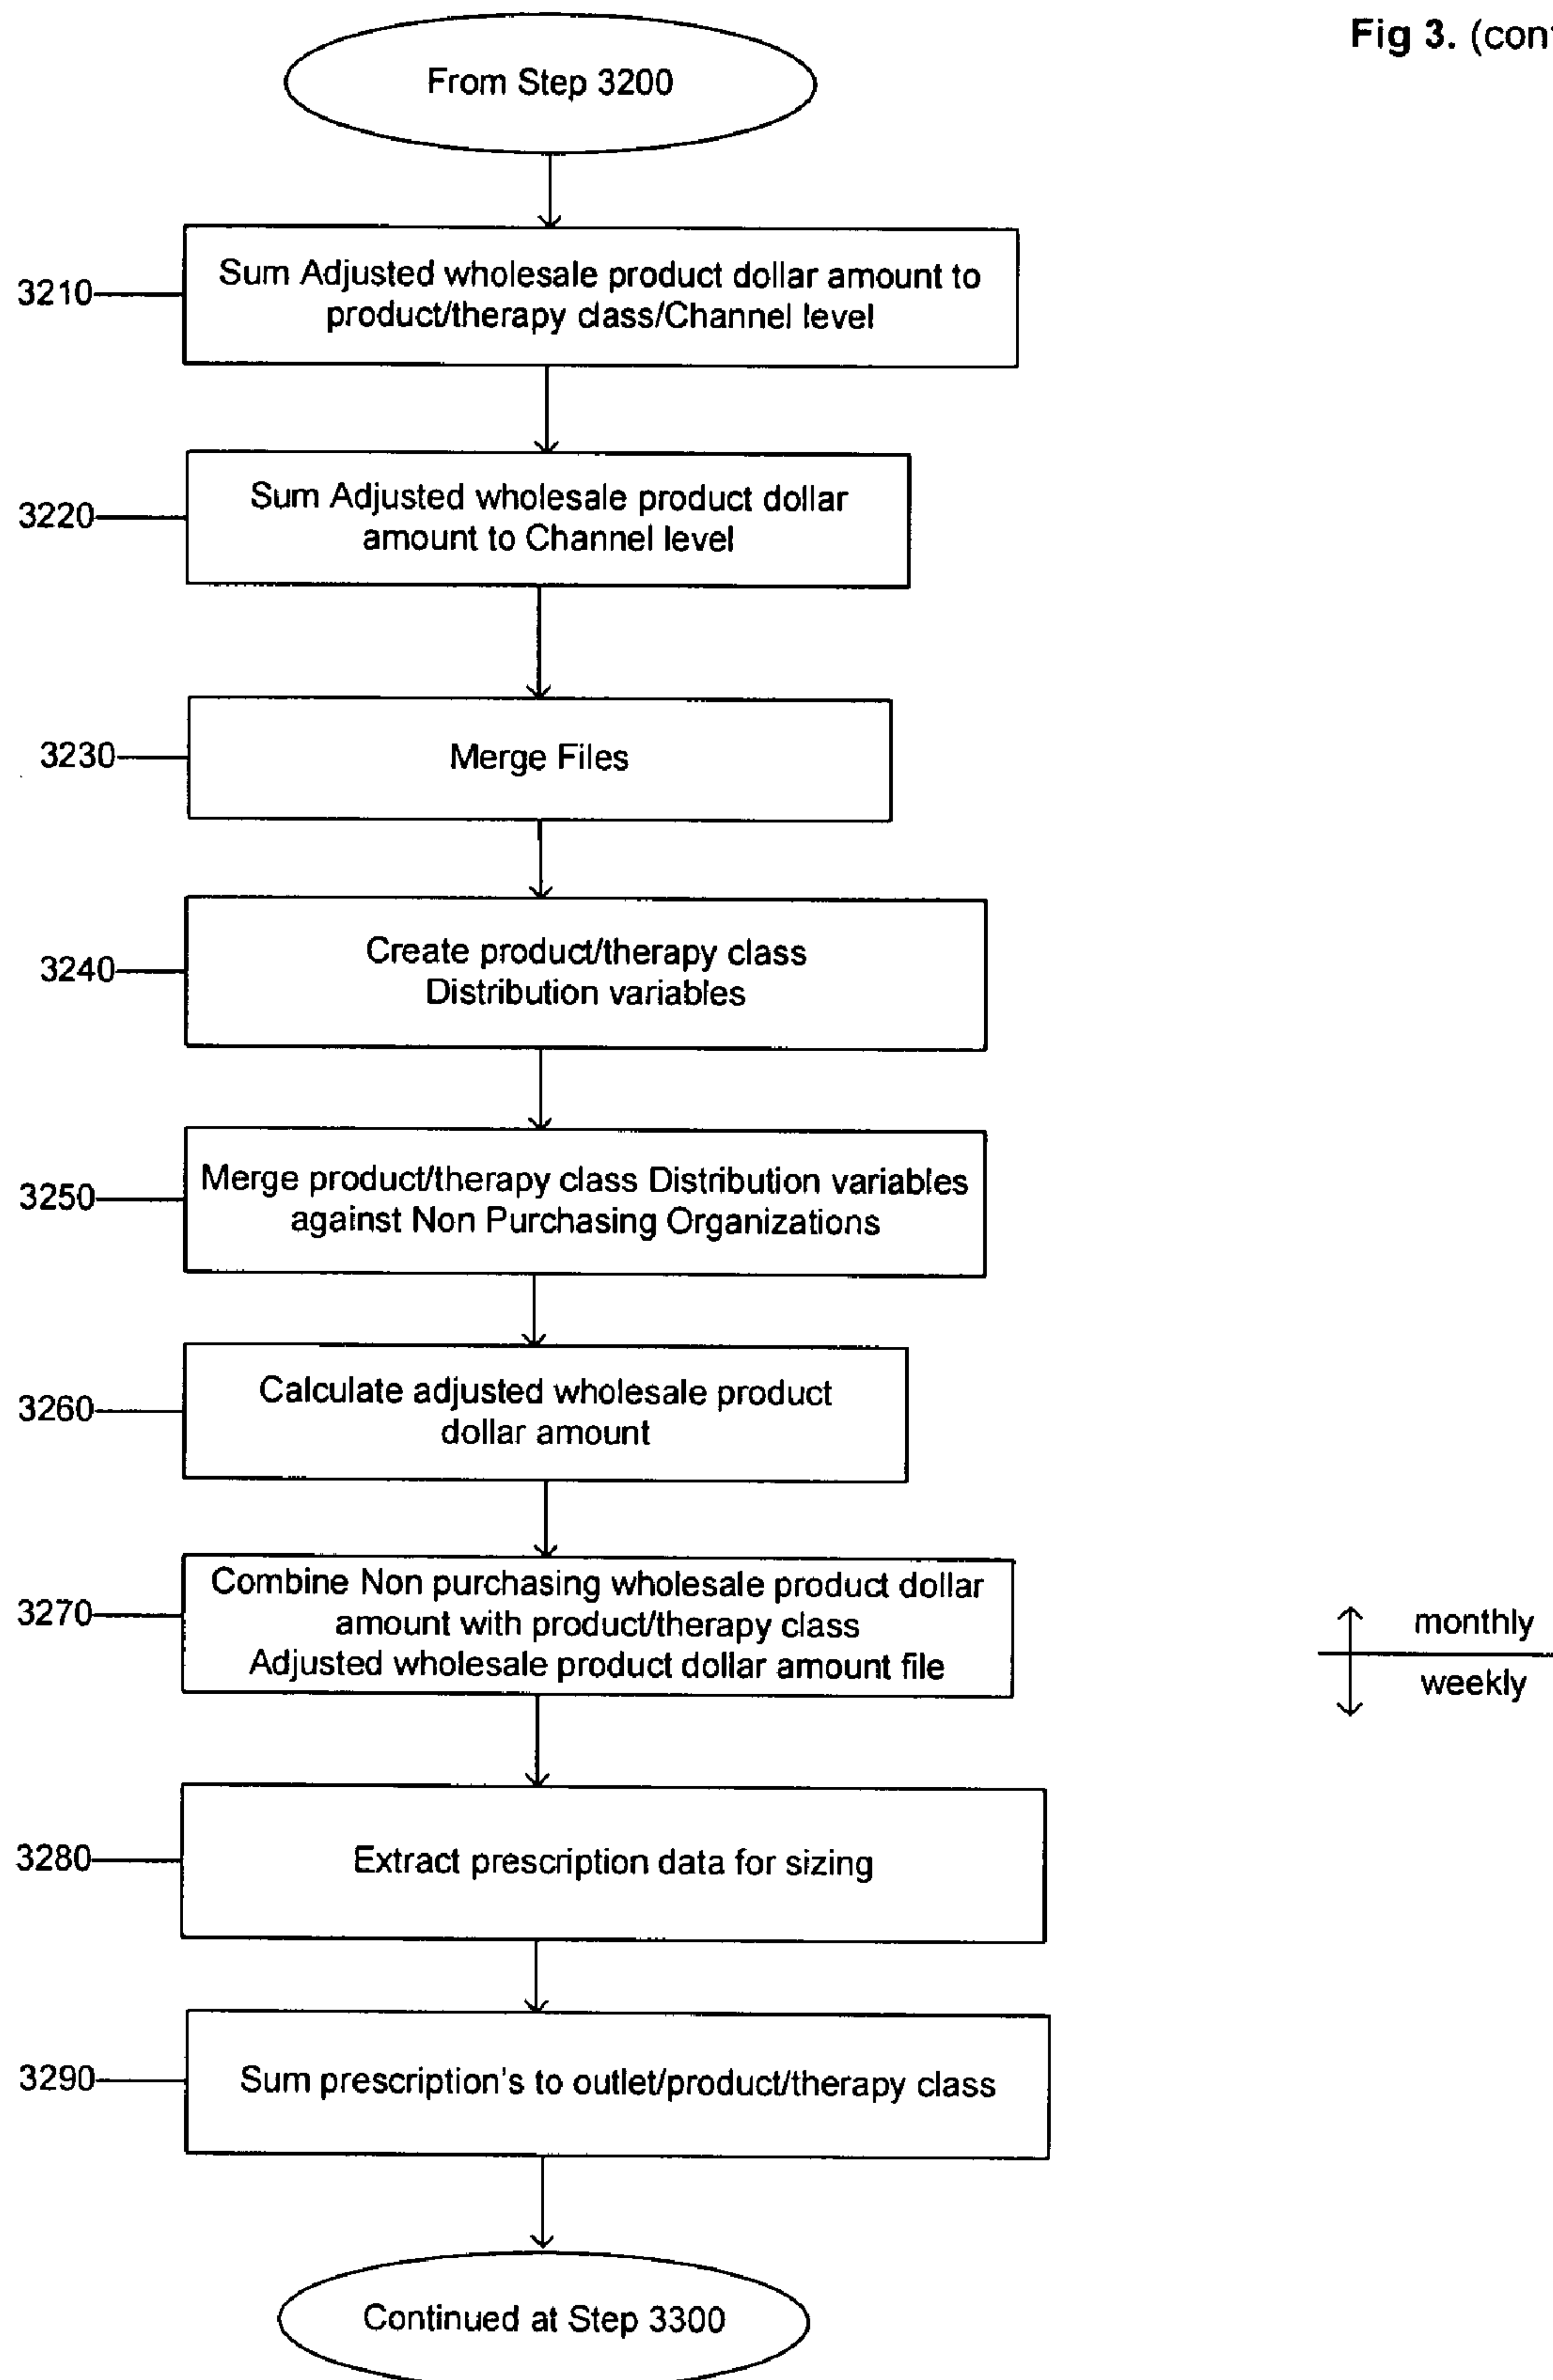 Fig 3. (con
From Step 3200
3210
Sum Adjusted wholesale product dollar amount to
product/therapy class/Channel level
3220
Sum Adjusted wholesale product dollar
amount to Channel level
3230
Merge Files
3240
Create product/therapy class
Distribution variables
3250
Merge product/therapy class Distribution variables
against Non Purchasing Organizations
3260
Calculate adjusted wholesale product
dollar amount
3270
Combine Non purchasing wholesale product dollar
amount with product/therapy class
Adjusted wholesale product dollar amount file
monthly
weekly
3280
Extract prescription data for sizing
3290
Sum prescription's to outlet/product/therapy class
Continued at Step 3300